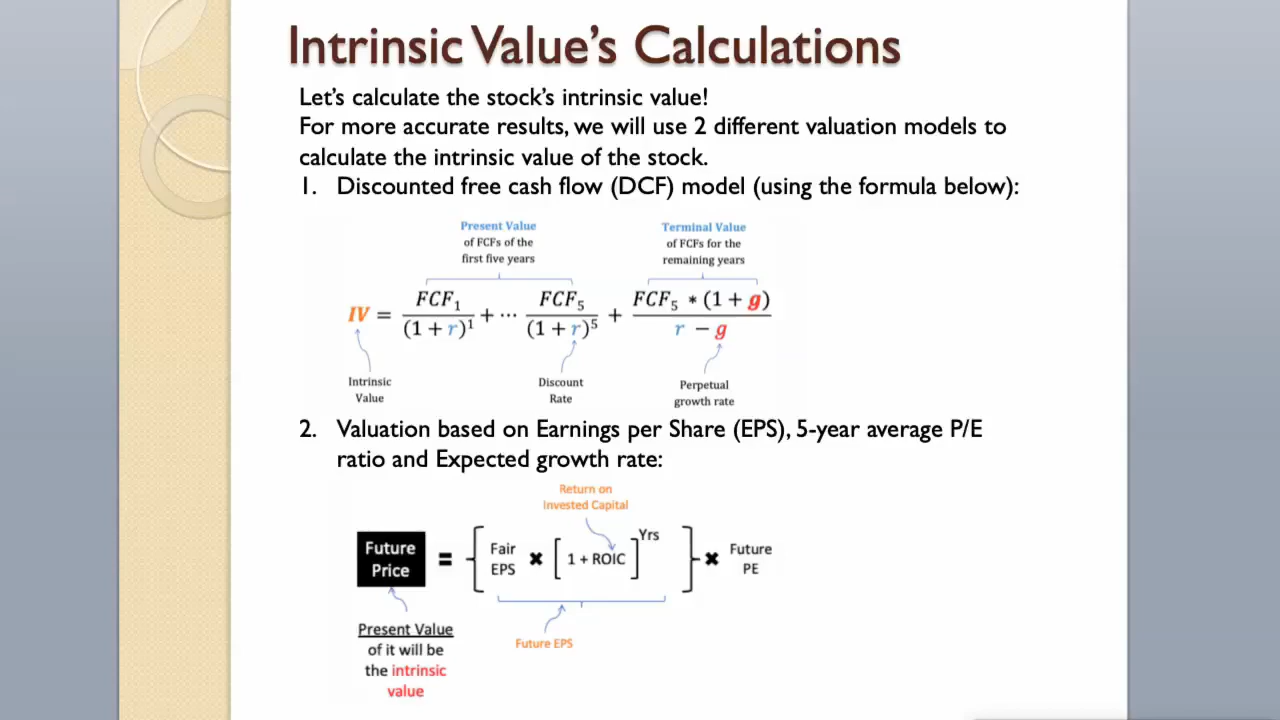 Intrinsic Value's Calculations
Let's calculate the stock's intrinsic value!
For more accurate results, we will use 2 different valuation models to
calculate the intrinsic value of the stock.
1. Discounted free cash flow (DCF) model (using the formula below):
Present Value
of FCFs of the
first five years
Terminal Value
of FCFs for the
remaining years
IV = FCF₁ / (1 + r)¹ + ... FCF₅ / (1 + r)⁵ + FCF₅ * (1 + g) / r − g
Intrinsic
Value
Discount
Rate
Perpetual
growth rate
2. Valuation based on Earnings per Share (EPS), 5-year average P/E
ratio and Expected growth rate:
Return on
Invested Capital
Future
Price
=
{ Fair
EPS
✖ [ 1 + ROIC ] Yrs }
✖ Future
PE
Future EPS
Present Value
of it will be
the intrinsic
value